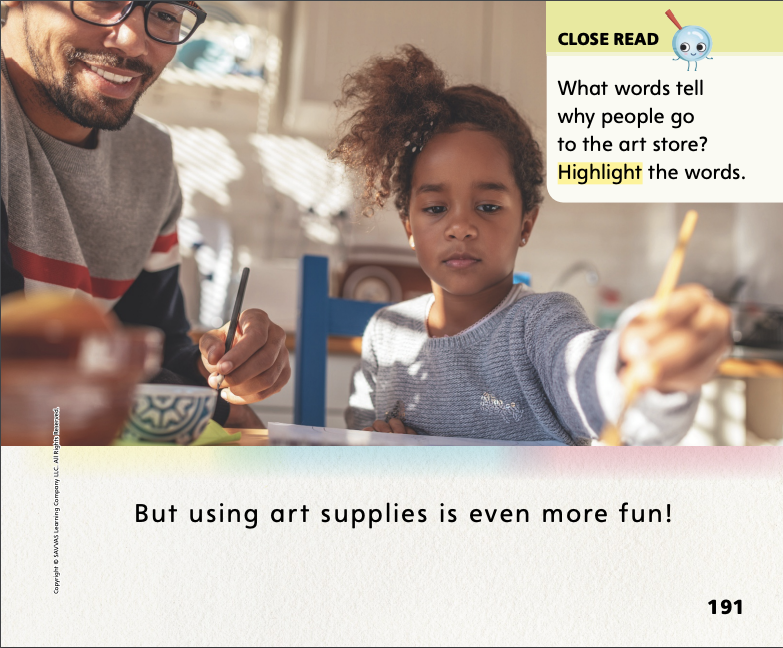 CLOSE READ
What words tell
why people go
to the art store?
Highlight the words.
But using art supplies is even more fun!
Copyright © SAVVAS Learning Company LLC. All Rights Reserved.
191